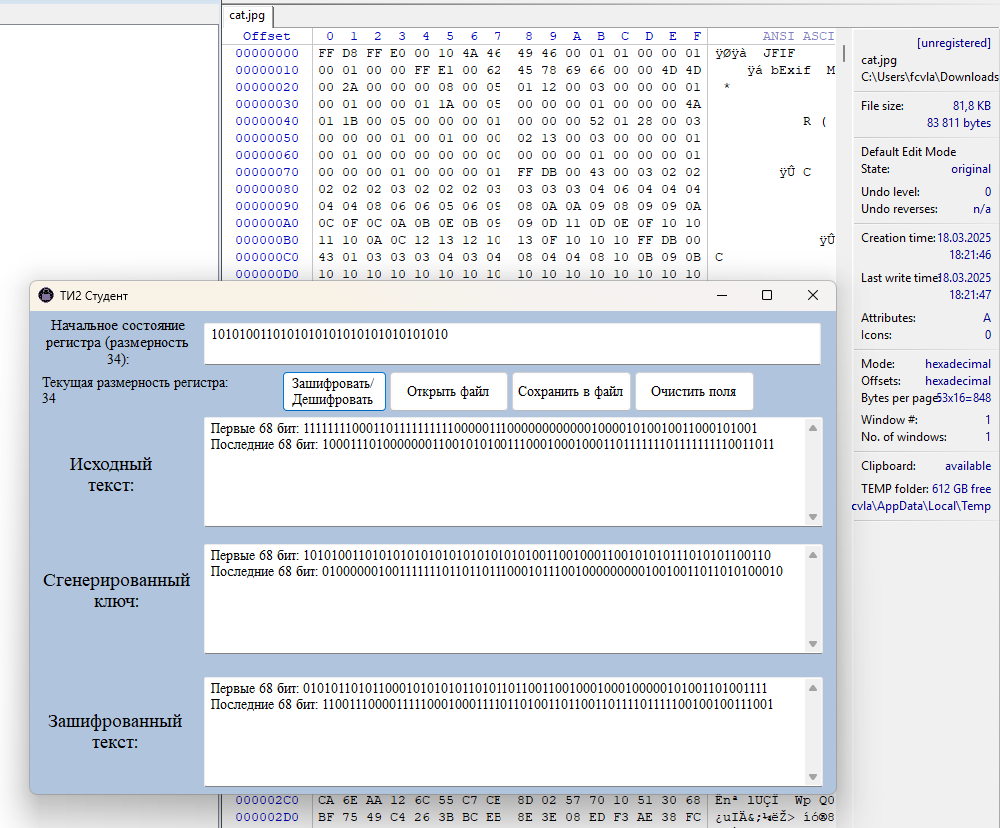 cat.jpg
Offset 0 1 2 3 4 5 6 7 8 9 A B C D E F ANSI ASCI
00000000 FF D8 FF E0 00 10 4A 46 49 46 00 01 01 00 00 01 ÿØÿà JFIF
00000010 00 01 00 00 FF E1 00 62 45 78 69 66 00 00 4D 4D ÿá bExif M
00000020 00 2A 00 00 00 08 00 05 01 12 00 03 00 00 00 01 *
00000030 00 01 00 00 01 1A 00 05 00 00 00 01 00 00 00 4A
00000040 01 1B 00 05 00 00 00 01 00 00 00 52 01 28 00 03 R (
00000050 00 00 00 01 00 01 00 00 02 13 00 03 00 00 00 01
00000060 00 01 00 00 00 00 00 00 00 00 00 01 00 00 00 01
00000070 00 00 00 01 00 00 00 01 FF DB 00 43 00 03 02 02 ÿÛ C
00000080 02 02 02 03 02 02 02 03 03 03 03 04 06 04 04 04
00000090 04 04 08 06 06 05 06 09 08 0A 0A 09 08 09 09 0A
000000A0 0C 0F 0C 0A 0B 0E 0B 09 09 0D 11 0D 0E 0F 10 10
000000B0 11 10 0A 0C 12 13 12 10 13 0F 10 10 10 FF DB 00 ÿÛ
000000C0 43 01 03 03 03 04 03 04 08 04 04 08 10 0B 09 0B C
000000D0 10 10 10 10 10 10 10 10 10 10 10 10 10 10 10 10
[unregistered]
cat.jpg
C:\Users\fcvla\Downloads
File size: 81,8 KB
83 811 bytes
Default Edit Mode
State: original
Undo level: 0
Undo reverses: n/a
Creation time: 18.03.2025
18:21:46
Last write time: 18.03.2025
18:21:47
Attributes: A
Icons: 0
Mode: hexadecimal
Offsets: hexadecimal
Bytes per page: 53x16=848
Window #: 1
No. of windows: 1
Clipboard: available
TEMP folder: 612 GB free
cvla\AppData\Local\Temp
ТИ2 Студент
Начальное состояние
регистра (размерность
34):
1010100110101010101010101010101010
Текущая размерность регистра:
34
Зашифровать/
Дешифровать
Открыть файл
Сохранить в файл
Очистить поля
Исходный
текст:
Первые 68 бит:
Последние 68 бит:
Сгенерированный
ключ:
Первые 68 бит:
Последние 68 бит:
Зашифрованный
текст:
Первые 68 бит:
Последние 68 бит:
000002C0 CA 6E AA 12 6C 55 C7 CE 8D 02 57 70 10 51 30 68
000002D0 BF 75 49 C4 26 3B BC EB 8E 3E 08 ED F3 AE 38 FC